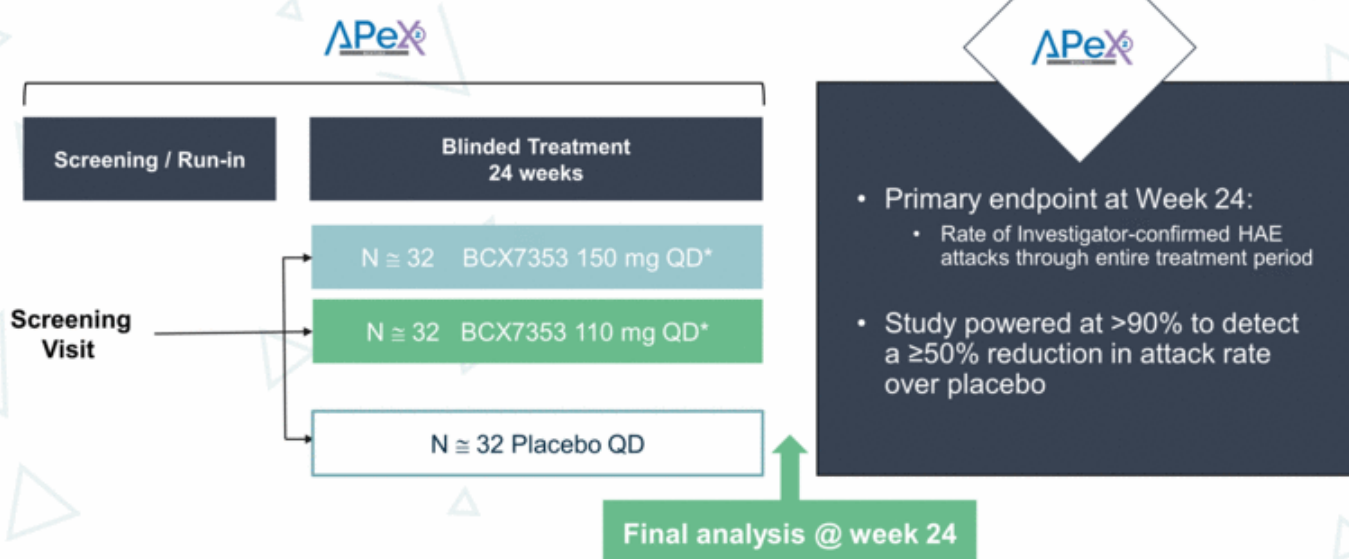 APeX²
APeX²
Screening / Run-in
Blinded Treatment
24 weeks
N ≅ 32 BCX7353 150 mg QD*
N ≅ 32 BCX7353 110 mg QD*
Screening
Visit
N ≅ 32 Placebo QD
Final analysis @ week 24
• Primary endpoint at Week 24:
• Rate of Investigator-confirmed HAE
attacks through entire treatment period
• Study powered at >90% to detect
a ≥50% reduction in attack rate
over placebo